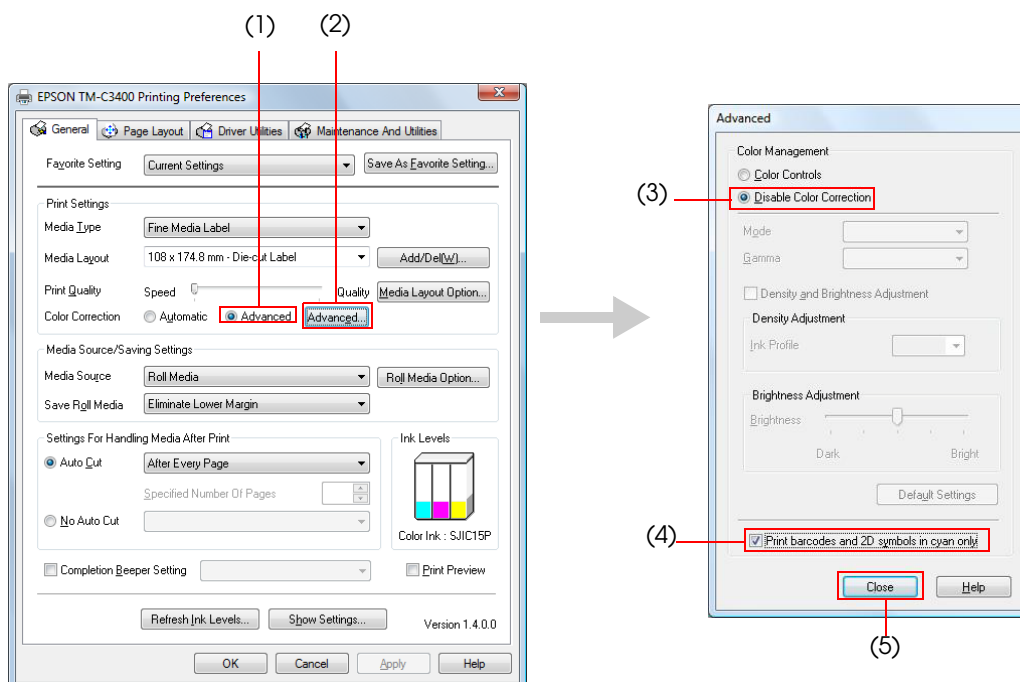 (1) (2)
EPSON TM-C3400 Printing Preferences
General Page Layout Driver Utilities Maintenance And Utilities
Favorite Setting Current Settings Save As Favorite Setting...
Print Settings
Media Type Fine Media Label
Media Layout 108 x 174.8 mm - Die-cut Label Add/Del(W)...
Print Quality Speed Quality Media Layout Option...
Color Correction Automatic Advanced Advanced...
Media Source/Saving Settings
Media Source Roll Media Roll Media Option...
Save Roll Media Eliminate Lower Margin
Settings For Handling Media After Print
Auto Cut After Every Page
Specified Number Of Pages
No Auto Cut
Ink Levels
Color Ink : SJIC15P
Completion Beeper Setting Print Preview
Refresh Ink Levels... Show Settings... Version 1.4.0.0
OK Cancel Apply Help
Advanced
Color Management
Color Controls
(3) Disable Color Correction
Mode
Gamma
Density and Brightness Adjustment
Density Adjustment
Ink Profile
Brightness Adjustment
Brightness
Dark Bright
Default Settings
(4) Print barcodes and 2D symbols in cyan only
Close Help
(5)